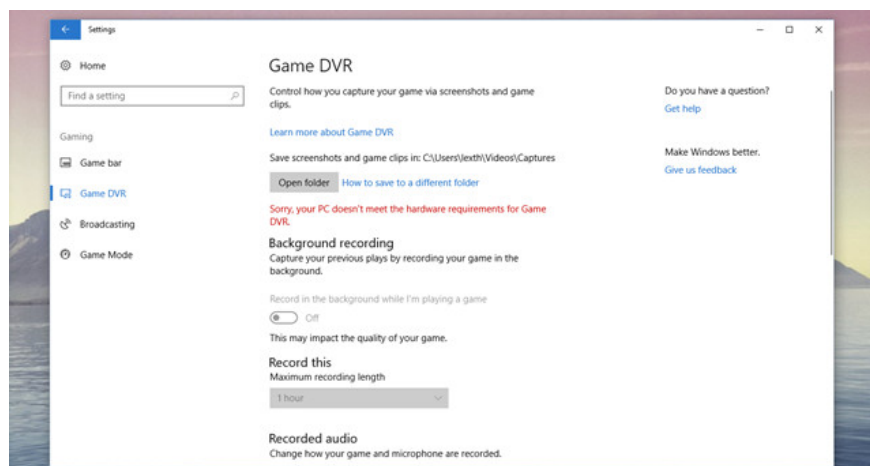 Settings
Home
Find a setting
Gaming
Game bar
Game DVR
Broadcasting
Game Mode
Game DVR
Control how you capture your game via screenshots and game
clips.
Learn more about Game DVR
Save screenshots and game clips in: C:\Users\lexth\Videos\Captures
Open folder
How to save to a different folder
Sorry, your PC doesn't meet the hardware requirements for Game
DVR.
Background recording
Capture your previous plays by recording your game in the
background.
Record in the background while I'm playing a game
Off
This may impact the quality of your game.
Record this
Maximum recording length
1 hour
Recorded audio
Change how your game and microphone are recorded.
Do you have a question?
Get help
Make Windows better.
Give us feedback